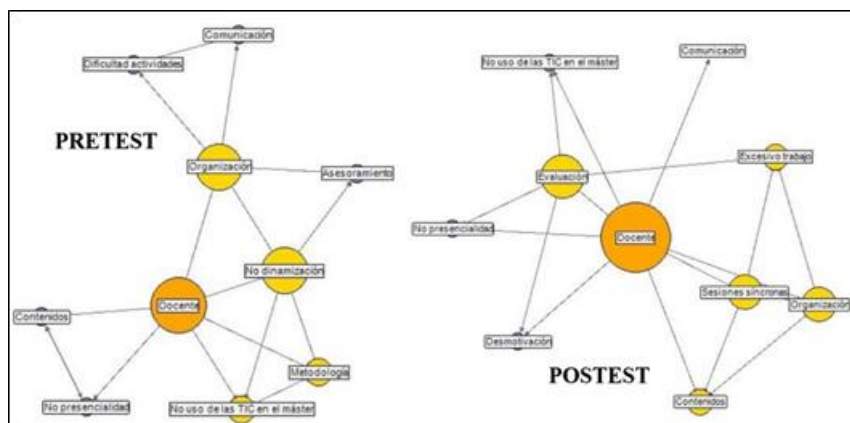 Comunicación
Dificultad actividades
PRETEST
Organización
Asesoramiento
No dinamización
Docente
Contenidos
Metodología
No presencialidad
No uso de las TIC en el máster
Comunicación
No uso de las TIC en el máster
Excesivo trabajo
Evaluación
No presencialidad
Docente
Sesiones síncronas
Organización
Desmotivación
POSTEST
Contenidos